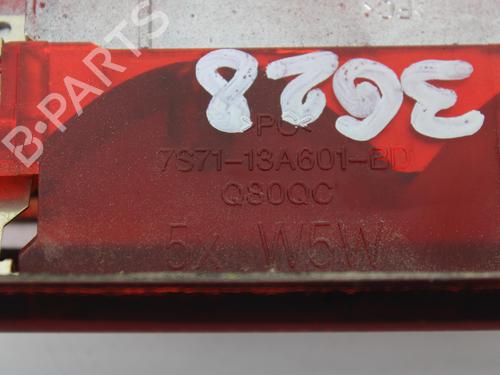 3628
>PC<
7S71-13A601-BD
Q80QC
5x W5W
B-PARTS